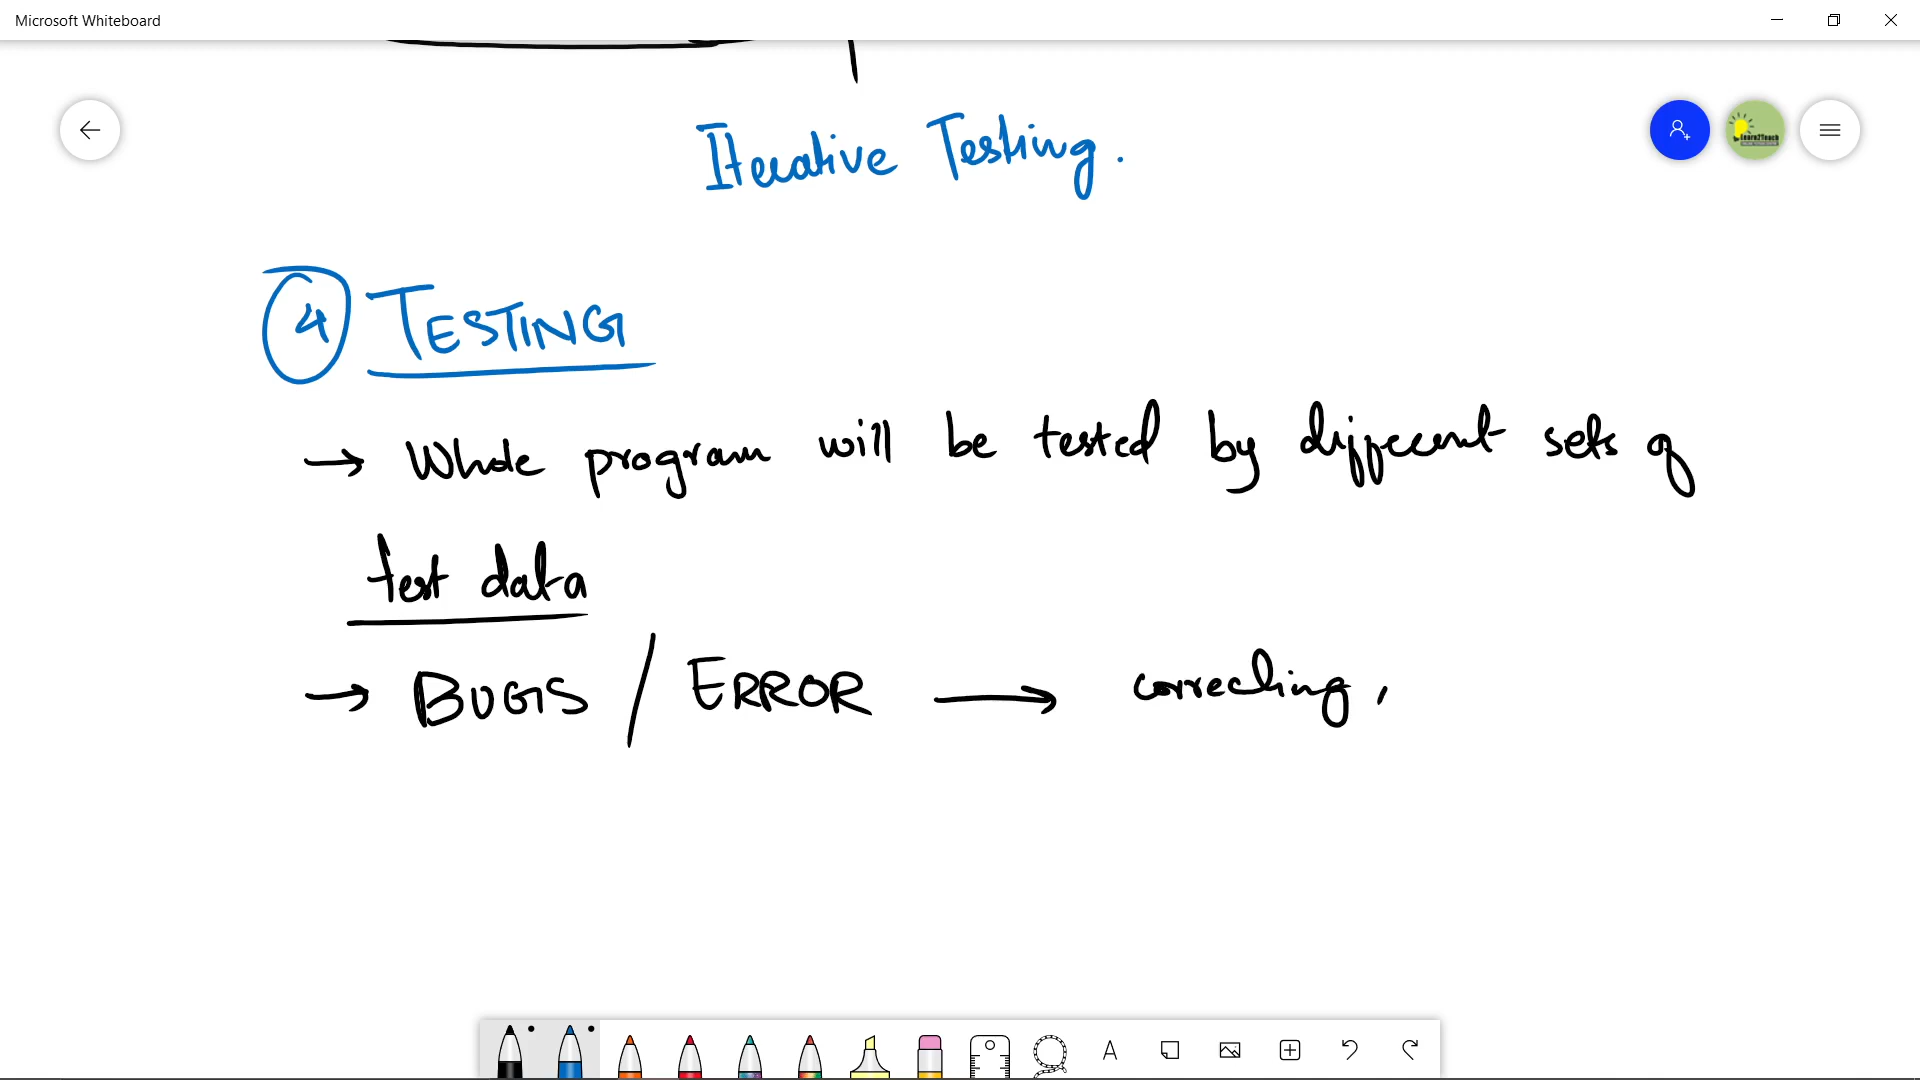 Microsoft Whiteboard
Iterative Testing.
Learn2Teach
4 TESTING
→ Whole program will be tested by different sets of
test data
→ BUGS / ERROR → correcting,
A